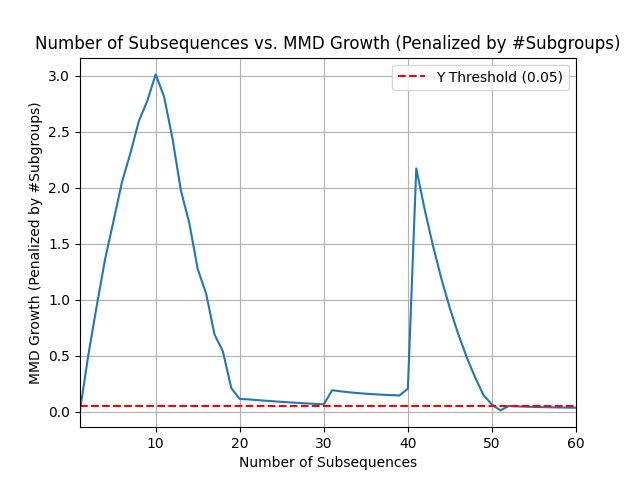 Number of Subsequences vs. MMD Growth (Penalized by #Subgroups)
Y Threshold (0.05)
MMD Growth (Penalized by #Subgroups)
3.0
2.5
2.0
1.5
1.0
0.5
0.0
10 20 30 40 50 60
Number of Subsequences